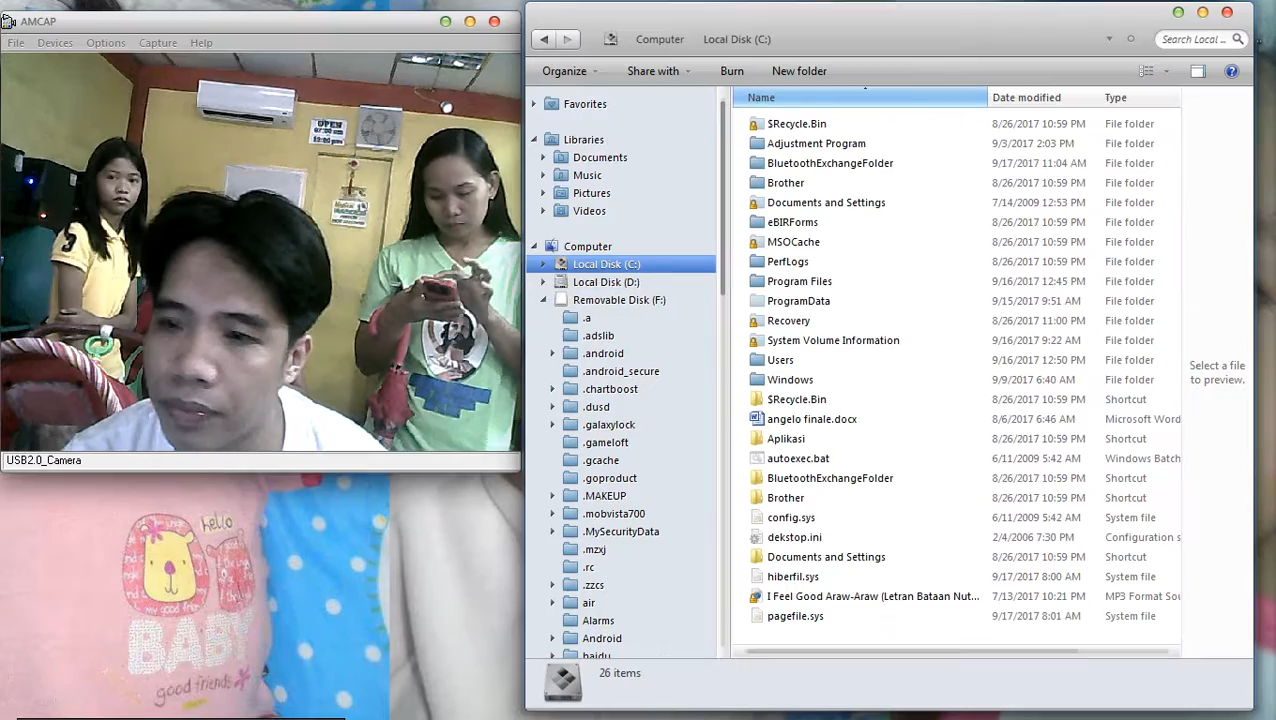 AMCAP
File Devices Options Capture Help
OPEN
USB2.0_Camera
hello
my good friends
BABY
good friends
Computer Local Disk (C:)
Search Local ...
Organize Share with Burn New folder
Favorites
Libraries
Documents
Music
Pictures
Videos
Computer
Local Disk (C:)
Local Disk (D:)
Removable Disk (F:)
.a
.adslib
.android
.android_secure
.chartboost
.dusd
.galaxylock
.gameloft
.gcache
.goproduct
.MAKEUP
.mobvista700
.MySecurityData
.mzxj
.rc
.zzcs
air
Alarms
Android
baidu
Name Date modified Type
$Recycle.Bin 8/26/2017 10:59 PM File folder
Adjustment Program 9/3/2017 2:03 PM File folder
BluetoothExchangeFolder 9/17/2017 11:04 AM File folder
Brother 8/26/2017 10:59 PM File folder
Documents and Settings 7/14/2009 12:53 PM File folder
eBIRForms 8/26/2017 10:59 PM File folder
MSOCache 8/26/2017 10:59 PM File folder
PerfLogs 8/26/2017 10:59 PM File folder
Program Files 9/16/2017 12:45 PM File folder
ProgramData 9/15/2017 9:51 AM File folder
Recovery 8/26/2017 11:00 PM File folder
System Volume Information 9/16/2017 9:22 AM File folder
Users 9/16/2017 12:50 PM File folder
Windows 9/9/2017 6:40 AM File folder
$Recycle.Bin 8/26/2017 10:59 PM Shortcut
angelo finale.docx 8/6/2017 6:46 AM Microsoft Word
Aplikasi 8/26/2017 10:59 PM Shortcut
autoexec.bat 6/11/2009 5:42 AM Windows Batch
BluetoothExchangeFolder 8/26/2017 10:59 PM Shortcut
Brother 8/26/2017 10:59 PM Shortcut
config.sys 6/11/2009 5:42 AM System file
dekstop.ini 2/4/2006 7:30 PM Configuration s
Documents and Settings 8/26/2017 10:59 PM Shortcut
hiberfil.sys 9/17/2017 8:00 AM System file
I Feel Good Araw-Araw (Letran Bataan Nut... 7/13/2017 10:21 PM MP3 Format Sou
pagefile.sys 9/17/2017 8:01 AM System file
Select a file
to preview.
26 items